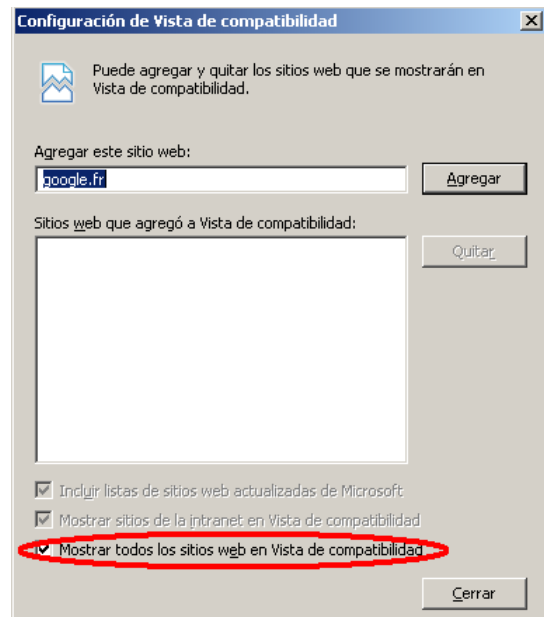 Configuración de Vista de compatibilidad
Puede agregar y quitar los sitios web que se mostrarán en
Vista de compatibilidad.
Agregar este sitio web:
google.fr
Agregar
Sitios web que agregó a Vista de compatibilidad:
Quitar
Incluir listas de sitios web actualizadas de Microsoft
Mostrar sitios de la intranet en Vista de compatibilidad
Mostrar todos los sitios web en Vista de compatibilidad
Cerrar